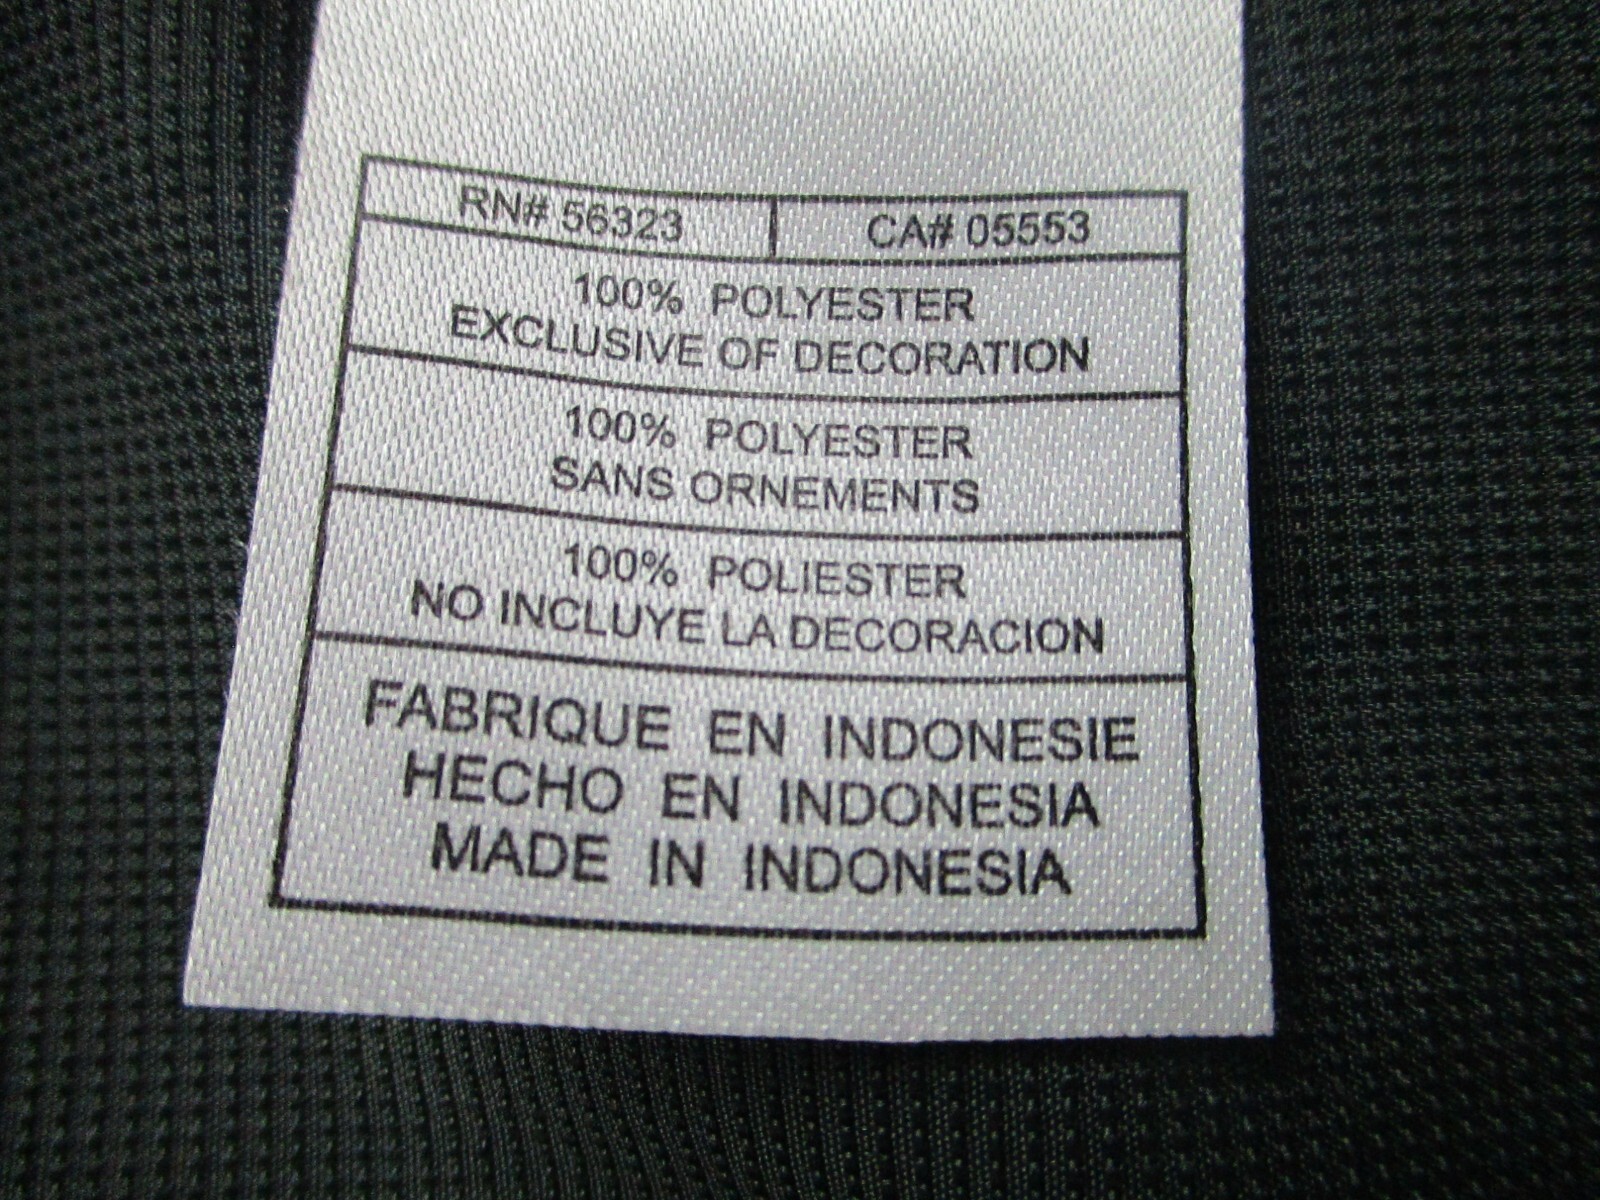 RN# 56323 CA# 05553
100% POLYESTER
EXCLUSIVE OF DECORATION
100% POLYESTER
SANS ORNEMENTS
100% POLIESTER
NO INCLUYE LA DECORACION
FABRIQUE EN INDONESIE
HECHO EN INDONESIA
MADE IN INDONESIA